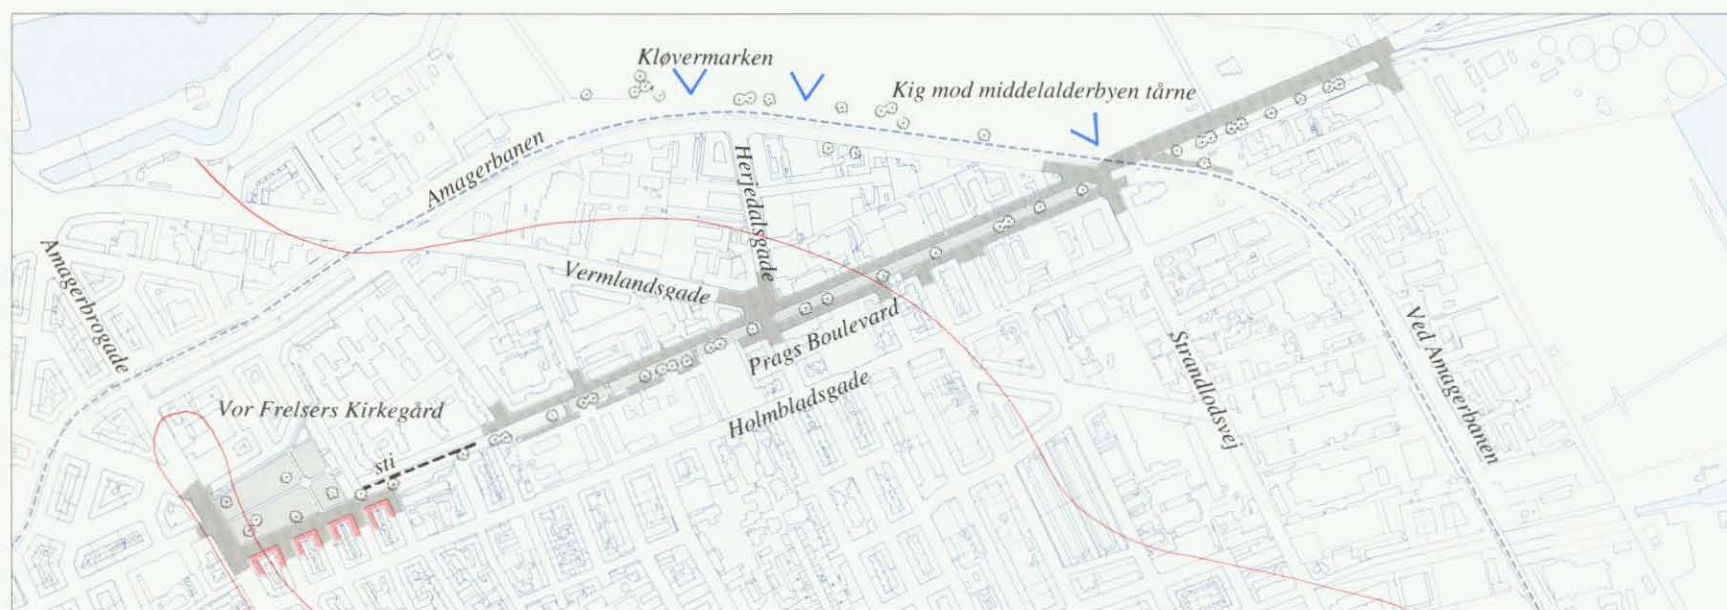 Kløvermarken
Kig mod middelalderbyen tårne
Amagerbanen
Herjedalsgade
Amagerbrogade
Vermlandsgade
Prags Boulevard
Ved Amagerbanen
Strandlodsvej
Holmbladsgade
Vor Frelsers Kirkegård
sti